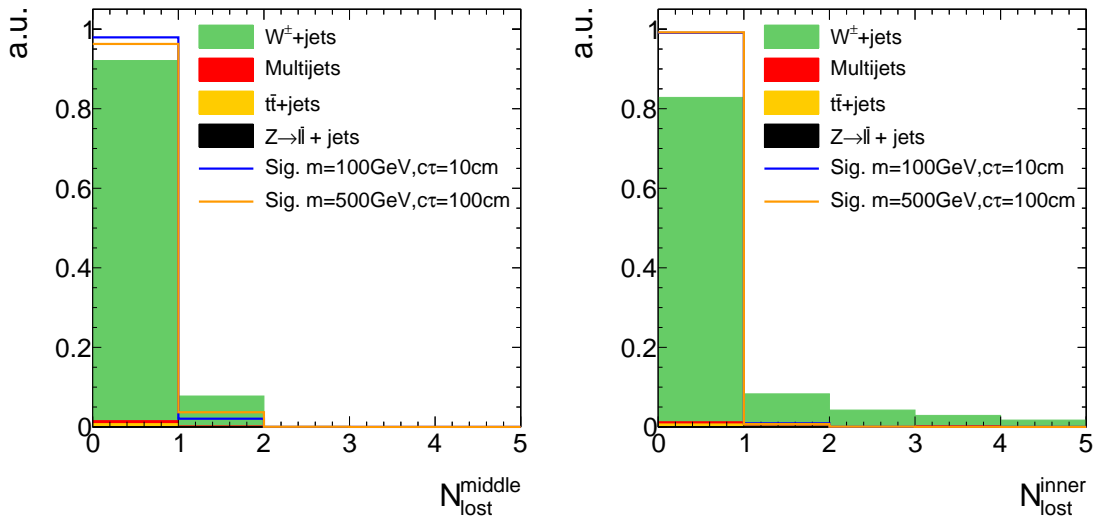 a.u.
1
0.8
0.6
0.4
0.2
0
W±+jets
Multijets
tt̄+jets
Z→ll̄ + jets
Sig. m=100GeV,cτ=10cm
Sig. m=500GeV,cτ=100cm
0 1 2 3 4 5
N^middle_lost
a.u.
1
0.8
0.6
0.4
0.2
0
W±+jets
Multijets
tt̄+jets
Z→ll̄ + jets
Sig. m=100GeV,cτ=10cm
Sig. m=500GeV,cτ=100cm
0 1 2 3 4 5
N^inner_lost